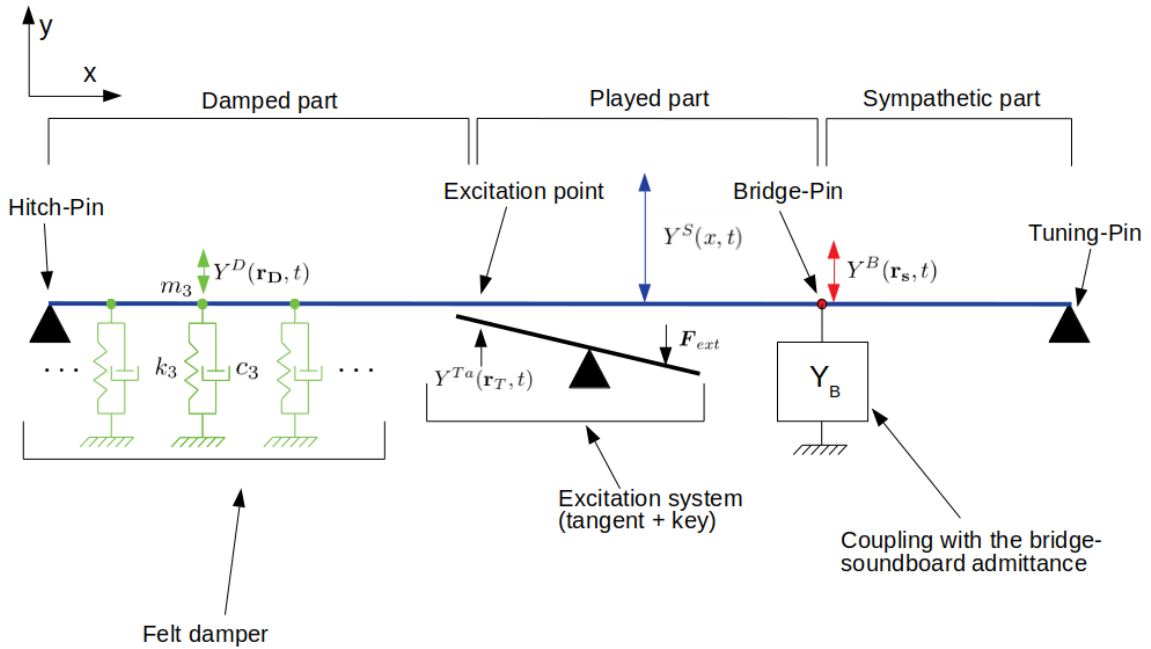 y
x
Damped part
Played part
Sympathetic part
Hitch-Pin
Excitation point
Bridge-Pin
Tuning-Pin
Y^S(x, t)
Y^D(r_D, t)
Y^B(r_s, t)
m_3
F_ext
k_3
c_3
Y^{Ta}(r_T, t)
Y_B
. . .
. . .
Excitation system
(tangent + key)
Coupling with the bridge-
soundboard admittance
Felt damper